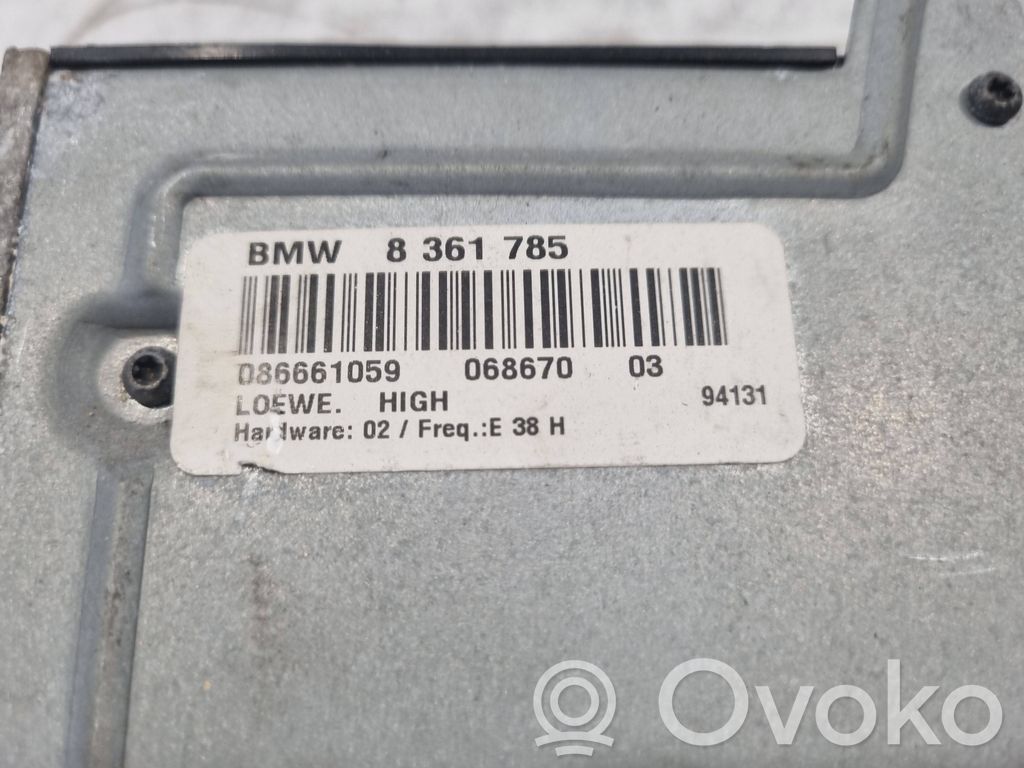 BMW 8 361 785
086661059 068670 03
LOEWE. HIGH 94131
Hardware: 02 / Freq.:E 38 H
Ovoko